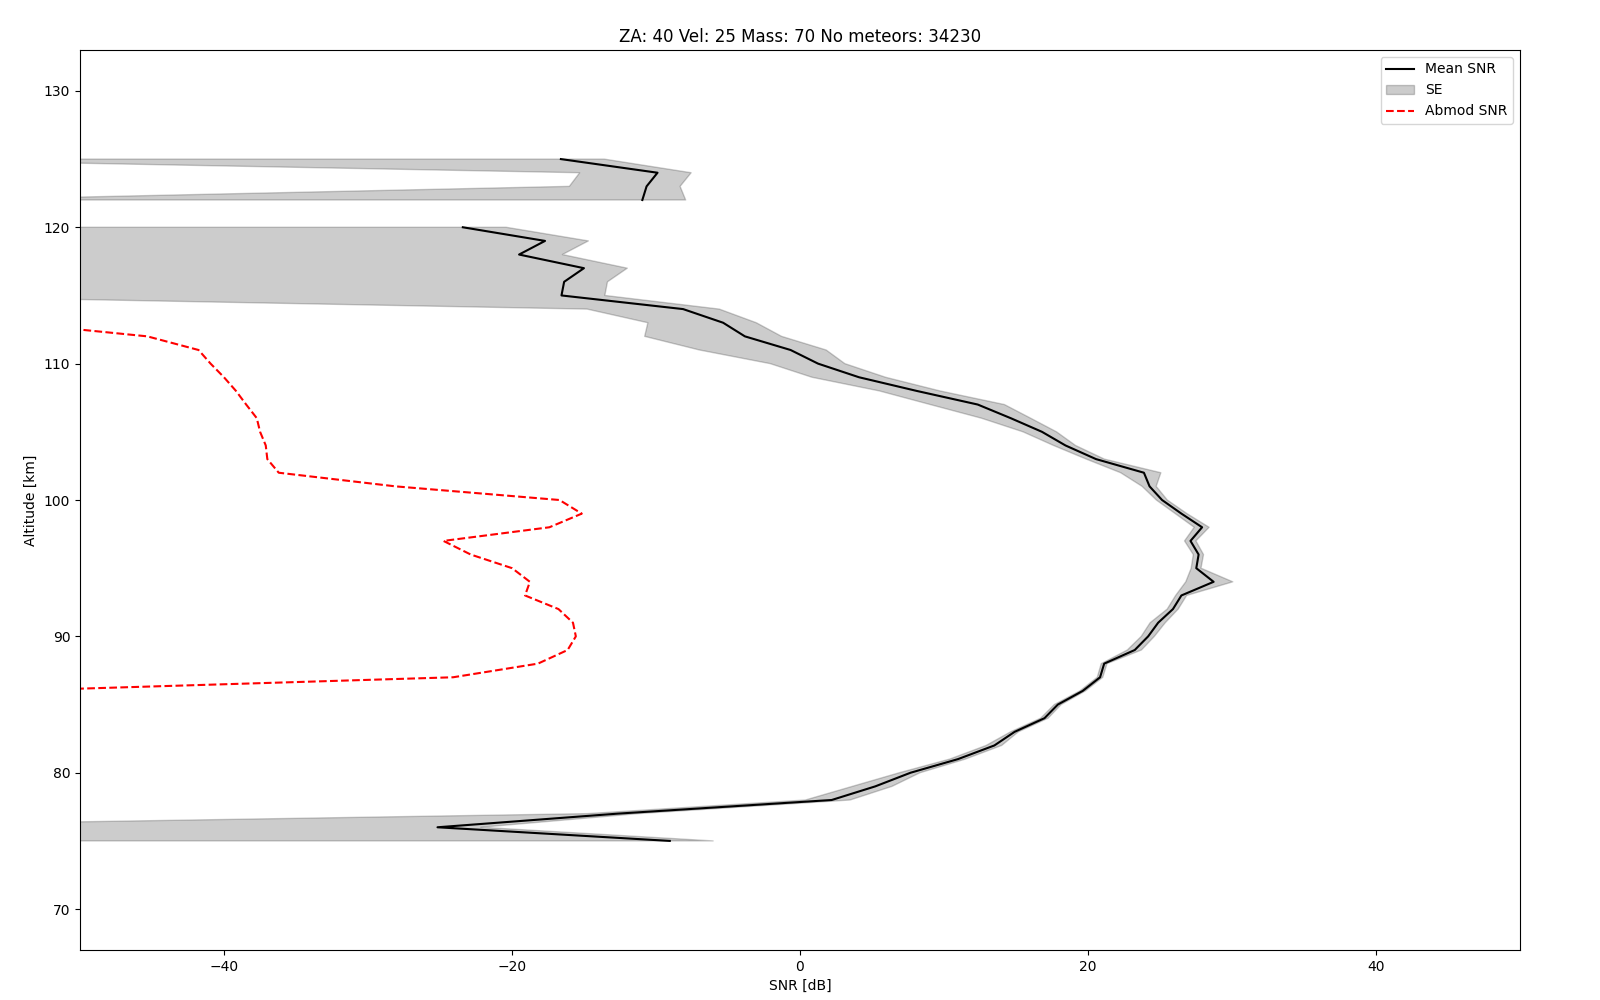 ZA: 40 Vel: 25 Mass: 70 No meteors: 34230
Mean SNR
SE
Abmod SNR
130
120
110
100
90
80
70
Altitude [km]
−40
−20
0
20
40
SNR [dB]